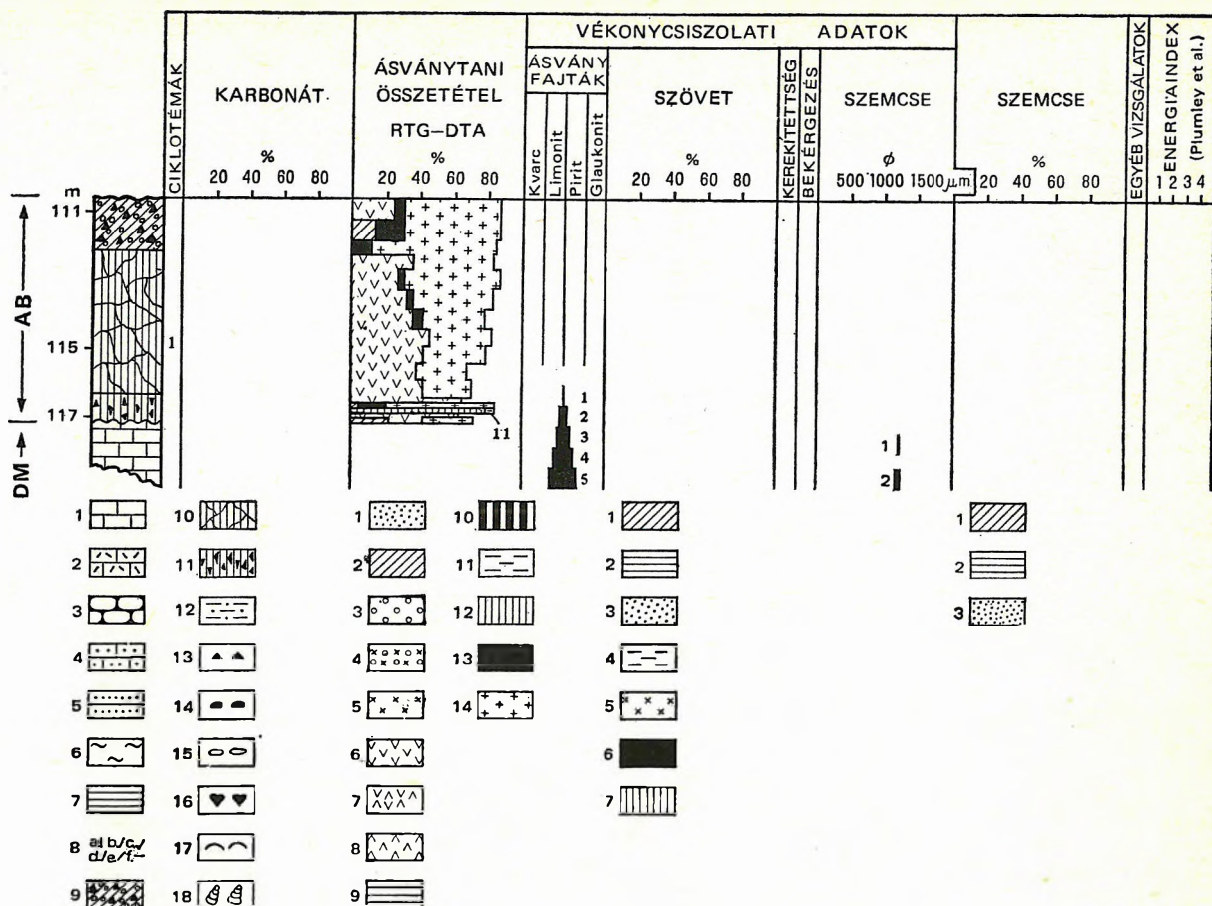 VÉKONYCSISZOLATI ADATOK
CIKLOTÉMÁK
KARBONÁT
%
20 40 60 80
ÁSVÁNYTANI
ÖSSZETÉTEL
RTG–DTA
%
20 40 60 80
ÁSVÁNY
FAJTÁK
Kvarc
Limonit
Pirit
Glaukonit
SZÖVET
%
20 40 60 80
KEREKÍTETTSÉG
BEKÉRGEZÉS
SZEMCSE
ϕ
500 1000 1500 μm
SZEMCSE
%
20 40 60 80
EGYÉB VIZSGÁLATOK
ENERGIAINDEX
(Plumley et al.)
1 2 3 4
m
111
115
117
AB
DM
1
11
1
2
3
4
5
1
2
1 10 1 10 1 1
2 11 2 11 2 2
3 12 3 12 3 3
4 13 4 13 4
5 14 5 14 5
6 15 6 6
7 16 7 7
8 a/ b/c/ 17 8
d/e/f.–
9 18 9